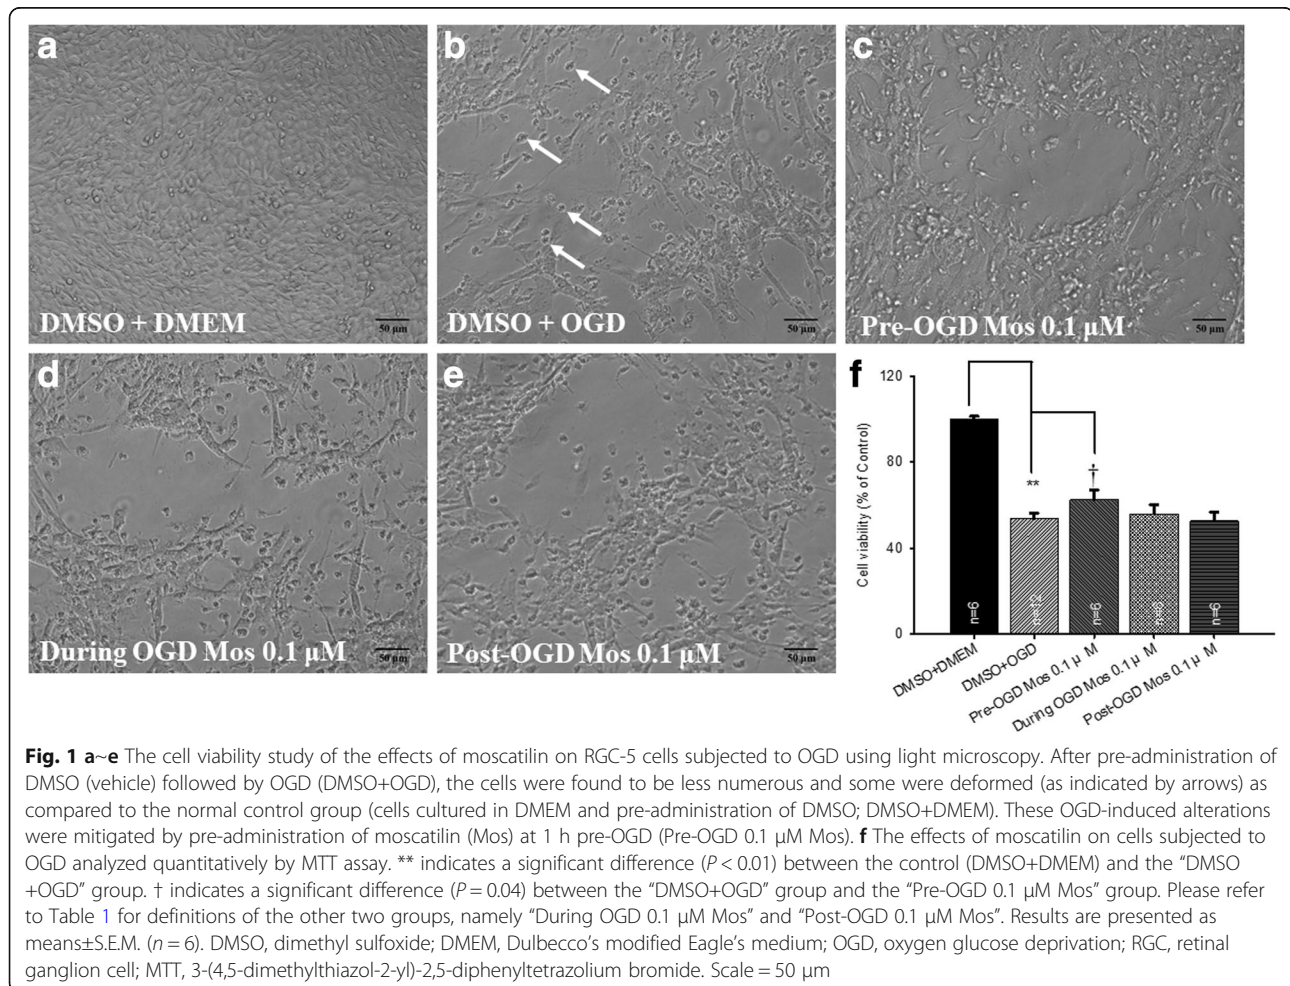 a
DMSO + DMEM
50 µm
b
DMSO + OGD
50 µm
c
Pre-OGD Mos 0.1 µM
50 µm
d
During OGD Mos 0.1 µM
50 µm
e
Post-OGD Mos 0.1 µM
50 µm
f
Cell viability (% of Control)
120
80
40
0
**
†
n=6
n=12
n=6
n=6
n=6
DMSO+DMEM
DMSO+OGD
Pre-OGD Mos 0.1 µ M
During OGD Mos 0.1 µ M
Post-OGD Mos 0.1 µ M
Fig. 1 a~e The cell viability study of the effects of moscatilin on RGC-5 cells subjected to OGD using light microscopy. After pre-administration of
DMSO (vehicle) followed by OGD (DMSO+OGD), the cells were found to be less numerous and some were deformed (as indicated by arrows) as
compared to the normal control group (cells cultured in DMEM and pre-administration of DMSO; DMSO+DMEM). These OGD-induced alterations
were mitigated by pre-administration of moscatilin (Mos) at 1 h pre-OGD (Pre-OGD 0.1 µM Mos). f The effects of moscatilin on cells subjected to
OGD analyzed quantitatively by MTT assay. ** indicates a significant difference (P < 0.01) between the control (DMSO+DMEM) and the “DMSO
+OGD” group. † indicates a significant difference (P = 0.04) between the “DMSO+OGD” group and the “Pre-OGD 0.1 µM Mos” group. Please refer
to Table 1 for definitions of the other two groups, namely “During OGD 0.1 µM Mos” and “Post-OGD 0.1 µM Mos”. Results are presented as
means±S.E.M. (n = 6). DMSO, dimethyl sulfoxide; DMEM, Dulbecco’s modified Eagle’s medium; OGD, oxygen glucose deprivation; RGC, retinal
ganglion cell; MTT, 3-(4,5-dimethylthiazol-2-yl)-2,5-diphenyltetrazolium bromide. Scale = 50 µm